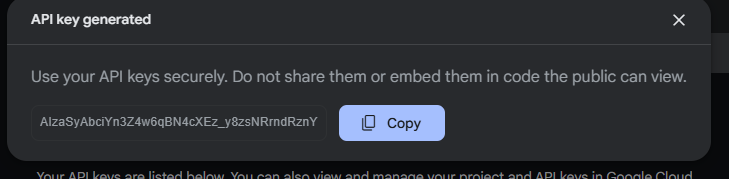 API key generated
Use your API keys securely. Do not share them or embed them in code the public can view.
AIzaSyAbciYn3Z4w6qBN4cXEz_y8zsNRrndRznY
Copy
Your API keys are listed below. You can also view and manage your project and API keys in Google Cloud.